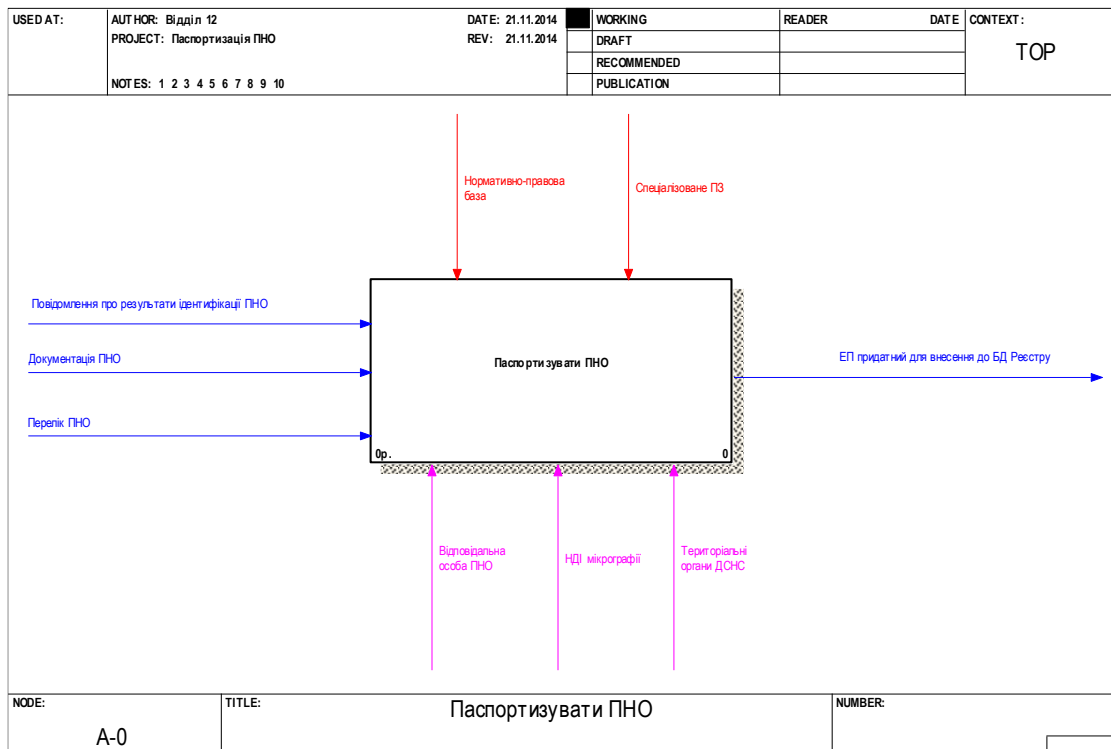 USED AT:
AUTHOR: Відділ 12
DATE: 21.11.2014
WORKING
READER
DATE
CONTEXT:
PROJECT: Паспортизація ПНО
REV: 21.11.2014
DRAFT
TOP
RECOMMENDED
NOTES: 1 2 3 4 5 6 7 8 9 10
PUBLICATION
Нормативно-правова
база
Спеціалізоване ПЗ
Повідомлення про результати ідентифікації ПНО
Документація ПНО
Перелік ПНО
Паспортизувати ПНО
0р.
0
ЕП придатний для внесення до БД Реєстру
Відповідальна
особа ПНО
НДІ мікрографії
Територіальні
органи ДСНС
NODE:
TITLE:
Паспортизувати ПНО
NUMBER:
A-0